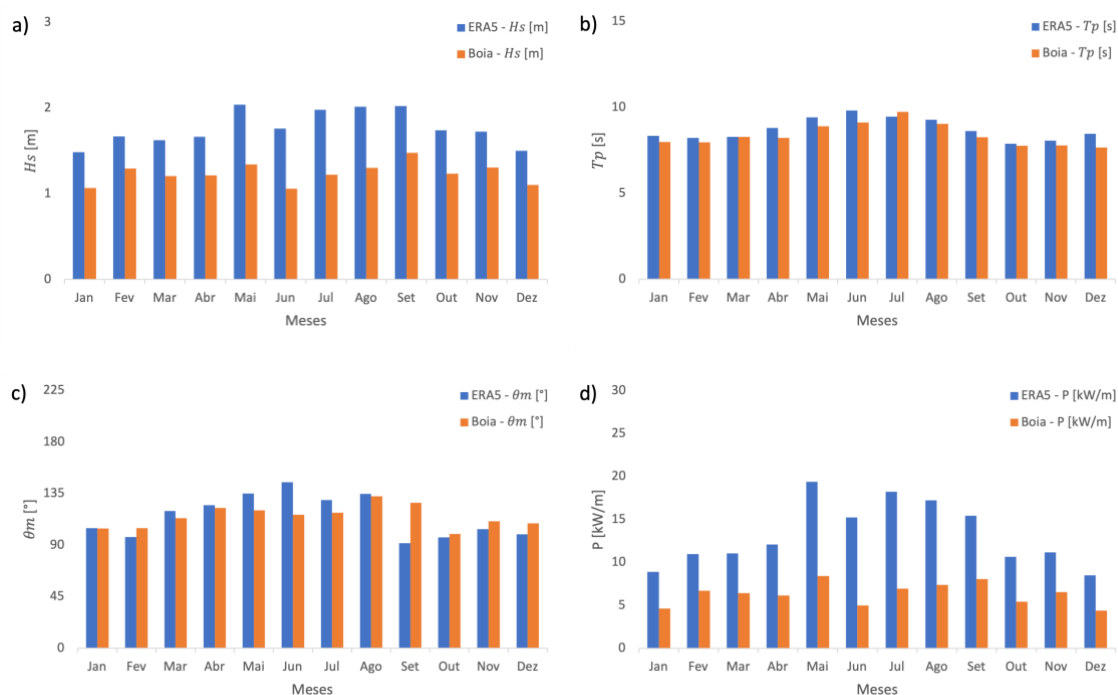 a)
3
2
1
0
Hs [m]
ERA5 - Hs [m]
Boia - Hs [m]
Jan Fev Mar Abr Mai Jun Jul Ago Set Out Nov Dez
Meses
b)
15
10
5
0
Tp [s]
ERA5 - Tp [s]
Boia - Tp [s]
Jan Fev Mar Abr Mai Jun Jul Ago Set Out Nov Dez
Meses
c)
225
180
135
90
45
0
θm [°]
ERA5 - θm [°]
Boia - θm [°]
Jan Fev Mar Abr Mai Jun Jul Ago Set Out Nov Dez
Meses
d)
30
25
20
15
10
5
0
P [kW/m]
ERA5 - P [kW/m]
Boia - P [kW/m]
Jan Fev Mar Abr Mai Jun Jul Ago Set Out Nov Dez
Meses